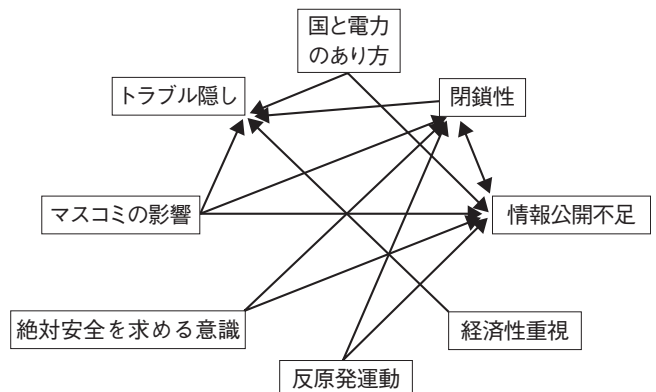 国と電力
のあり方
トラブル隠し
閉鎖性
マスコミの影響
情報公開不足
絶対安全を求める意識
経済性重視
反原発運動